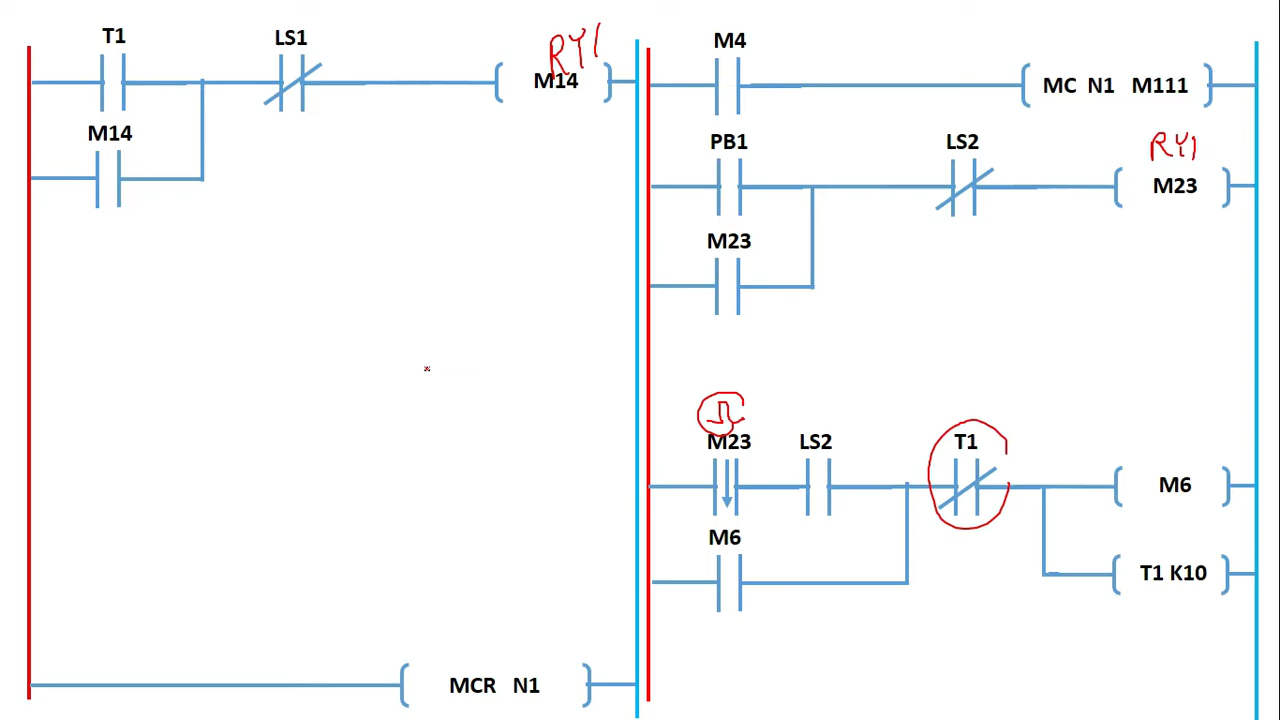 T1 LS1 RY1
M14
M14
MCR N1
M4
MC N1 M111
PB1 LS2 RY1
M23
M23
M23 LS2 T1
M6
M6
T1 K10